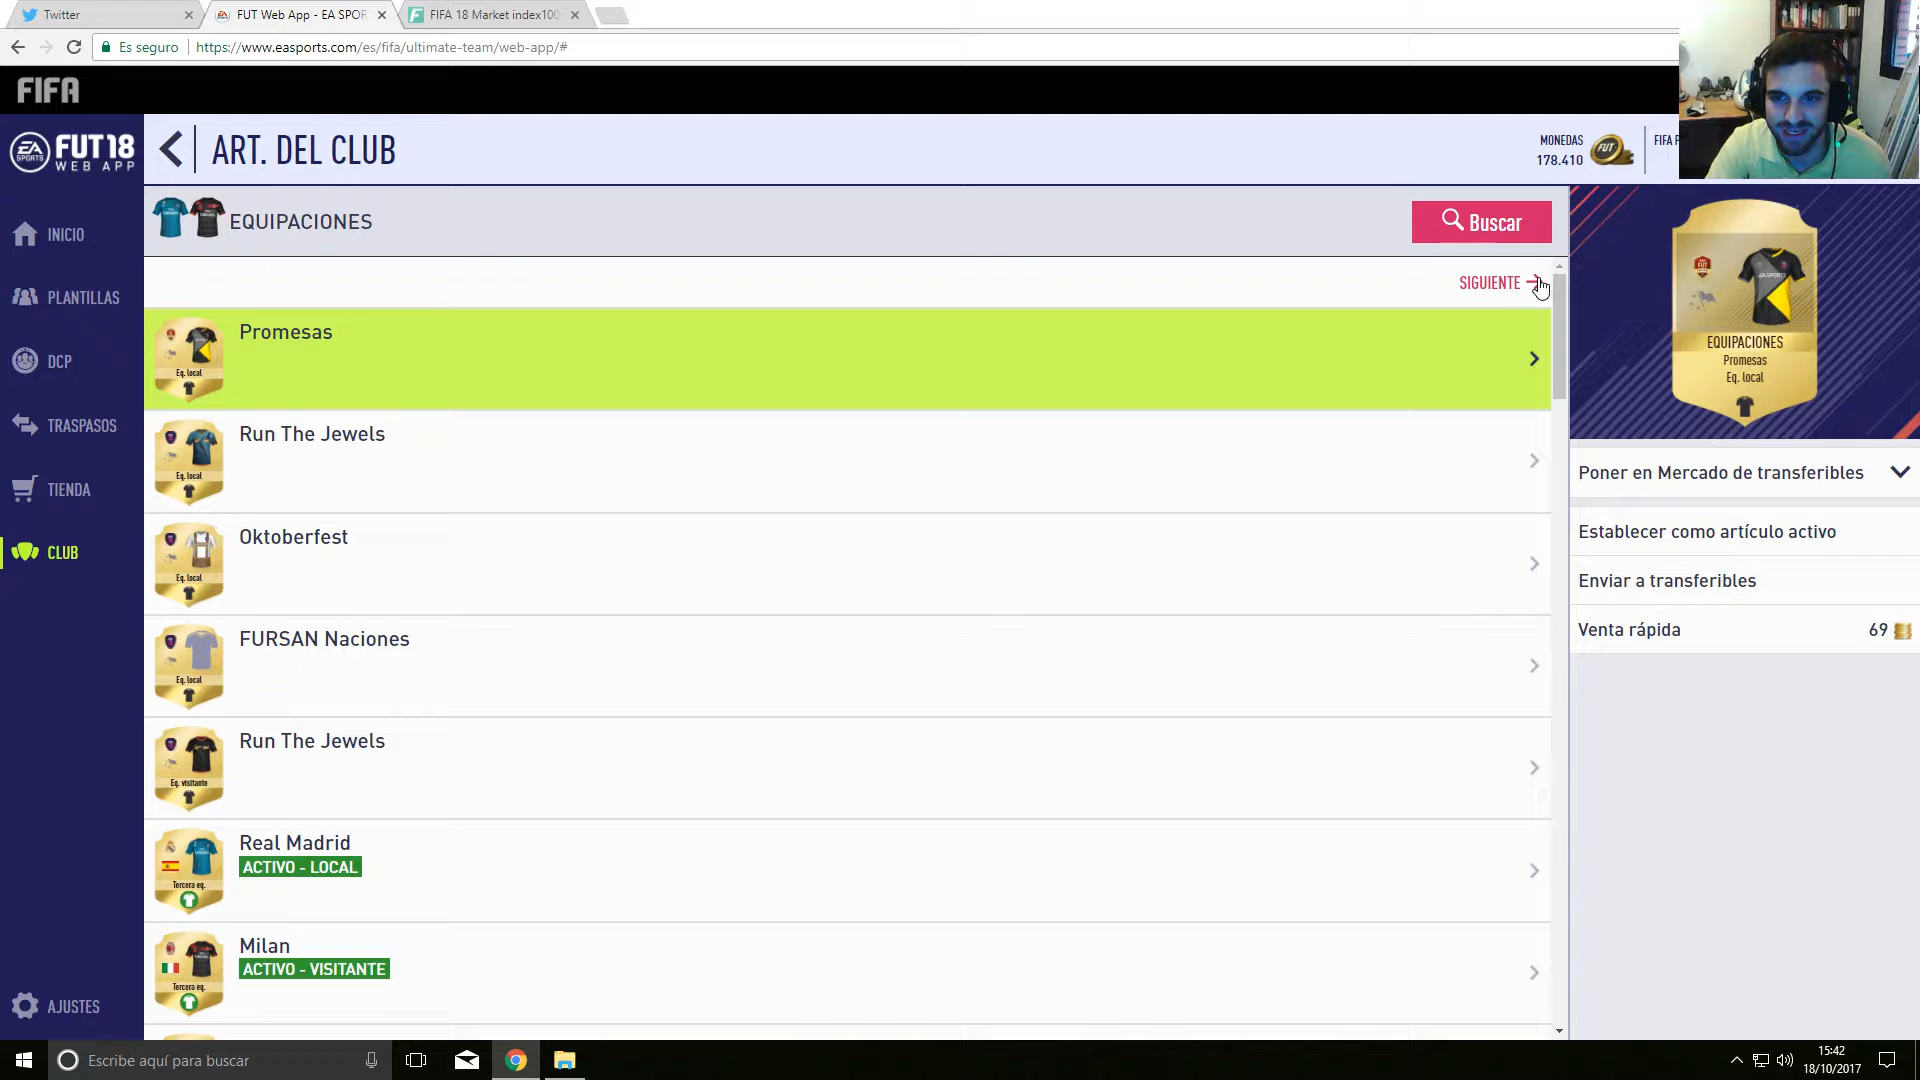 Twitter
FUT Web App - EA SPOR
FIFA 18 Market index100
Es seguro
https://www.easports.com/es/fifa/ultimate-team/web-app/#
FIFA
EA SPORTS FUT18
WEB APP
ART. DEL CLUB
MONEDAS
178.410
FUT
FIFA P
INICIO
PLANTILLAS
DCP
TRASPASOS
TIENDA
CLUB
AJUSTES
EQUIPACIONES
Buscar
SIGUIENTE
Promesas
Eq. local
Run The Jewels
Eq. local
Oktoberfest
Eq. local
FURSAN Naciones
Eq. local
Run The Jewels
Eq. visitante
Real Madrid
ACTIVO - LOCAL
Tercera eq.
Milan
ACTIVO - VISITANTE
Tercera eq.
EQUIPACIONES
Promesas
Eq. local
Poner en Mercado de transferibles
Establecer como artículo activo
Enviar a transferibles
Venta rápida 69
Escribe aquí para buscar
15:42
18/10/2017